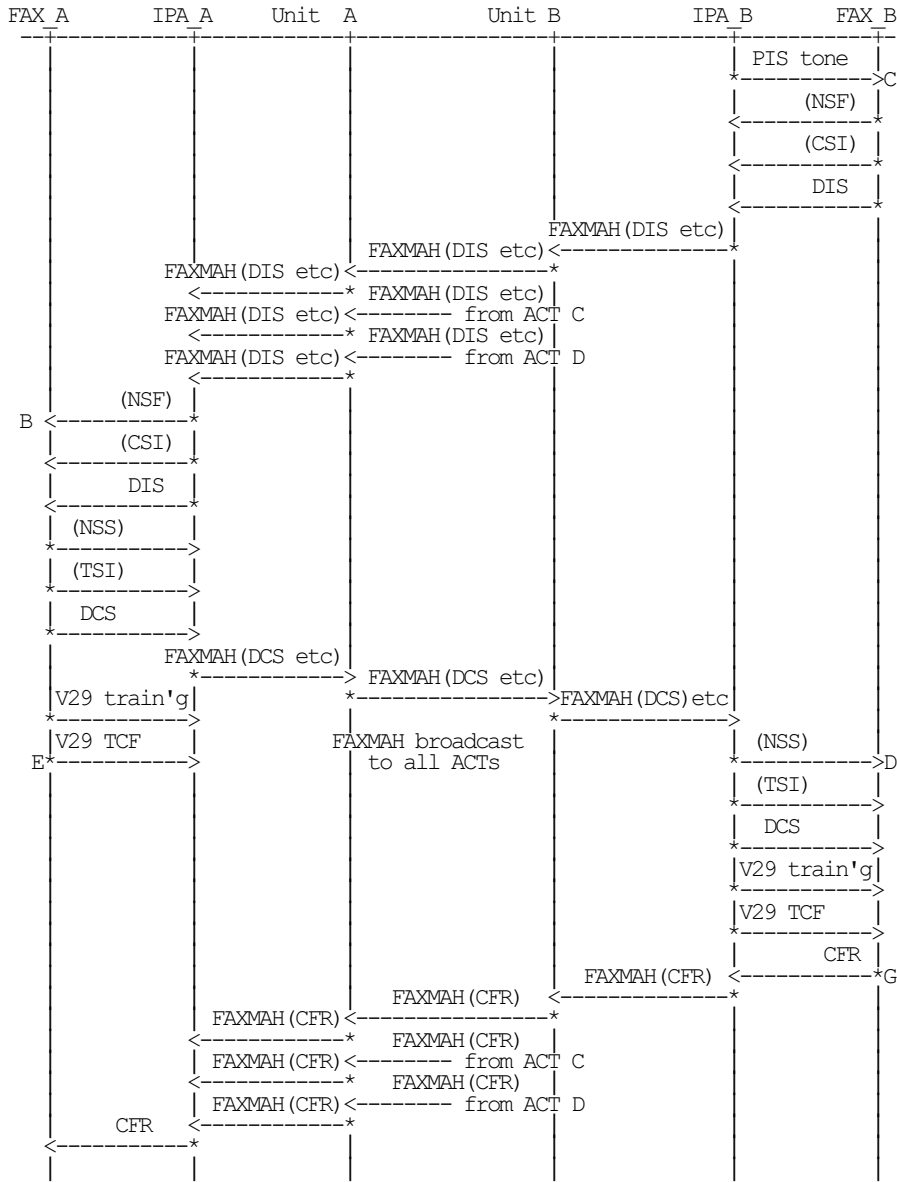 FAX_A IPA_A Unit A Unit B IPA_B FAX_B
PIS tone
C
(NSF)
(CSI)
DIS
FAXMAH(DIS etc)
FAXMAH(DIS etc)
FAXMAH(DIS etc)
FAXMAH(DIS etc)
FAXMAH(DIS etc) from ACT C
FAXMAH(DIS etc)
FAXMAH(DIS etc) from ACT D
(NSF)
B
(CSI)
DIS
(NSS)
(TSI)
DCS
FAXMAH(DCS etc)
FAXMAH(DCS etc)
V29 train'g FAXMAH(DCS)etc
V29 TCF FAXMAH broadcast (NSS)
E to all ACTs D
(TSI)
DCS
V29 train'g
V29 TCF
CFR
FAXMAH(CFR) G
FAXMAH(CFR)
FAXMAH(CFR)
FAXMAH(CFR)
FAXMAH(CFR) from ACT C
FAXMAH(CFR)
FAXMAH(CFR) from ACT D
CFR